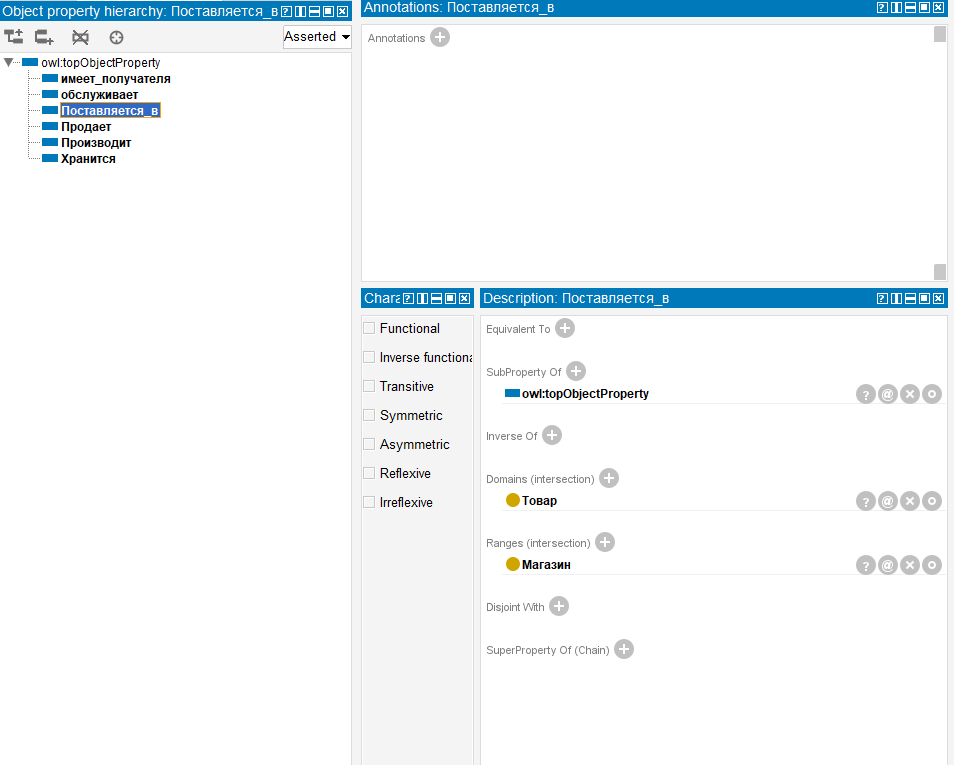 Object property hierarchy: Поставляется_в
Asserted
owl:topObjectProperty
имеет_получателя
обслуживает
Поставляется_в
Продает
Производит
Хранится
Annotations: Поставляется_в
Annotations
Chara
Functional
Inverse functiona
Transitive
Symmetric
Asymmetric
Reflexive
Irreflexive
Description: Поставляется_в
Equivalent To
SubProperty Of
owl:topObjectProperty
Inverse Of
Domains (intersection)
Товар
Ranges (intersection)
Магазин
Disjoint With
SuperProperty Of (Chain)